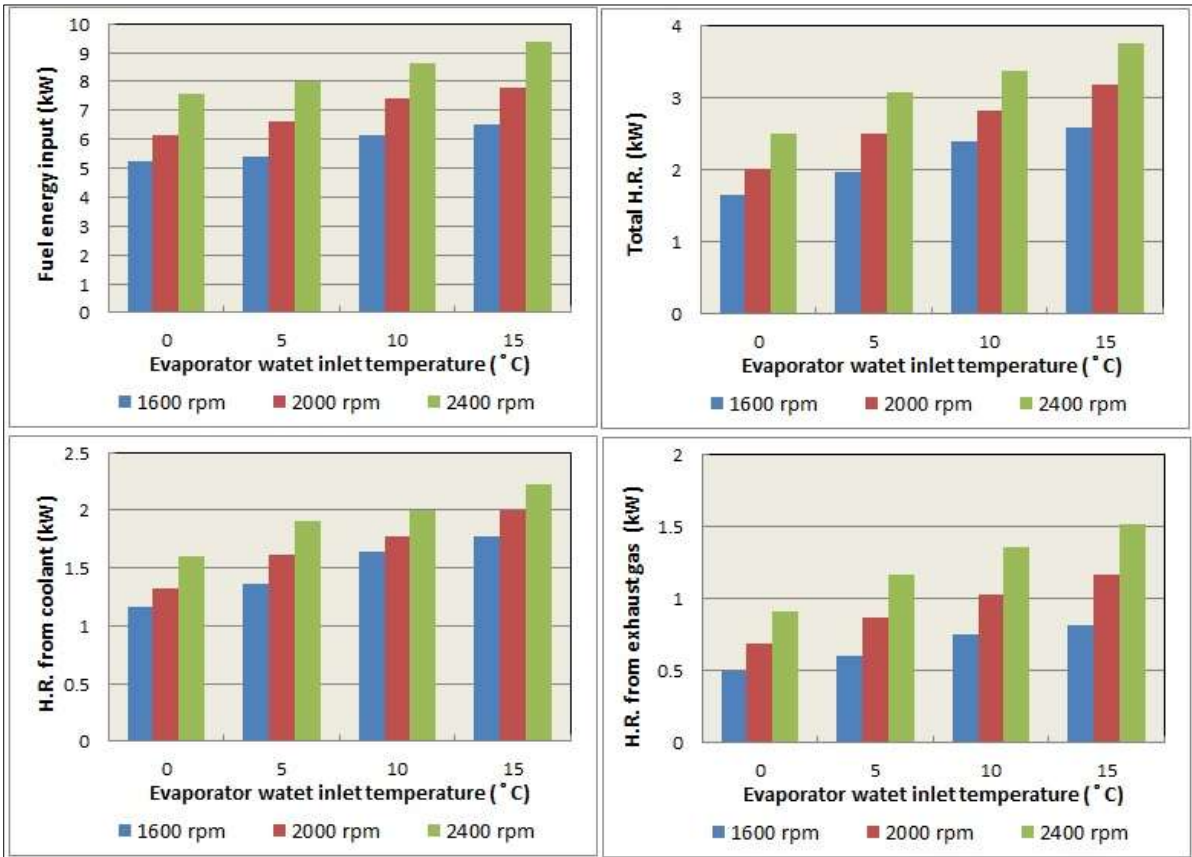 Fuel energy input (kW)
10
9
8
7
6
5
4
3
2
1
0
0 5 10 15
Evaporator watet inlet temperature (˚C)
1600 rpm 2000 rpm 2400 rpm
Total H.R. (kW)
4
3
2
1
0
0 5 10 15
Evaporator watet inlet temperature (˚C)
1600 rpm 2000 rpm 2400 rpm
H.R. from coolant (kW)
2.5
2
1.5
1
0.5
0
0 5 10 15
Evaporator watet inlet temperature (˚C)
1600 rpm 2000 rpm 2400 rpm
H.R. from exhaust gas (kW)
2
1.5
1
0.5
0
0 5 10 15
Evaporator watet inlet temperature (˚C)
1600 rpm 2000 rpm 2400 rpm